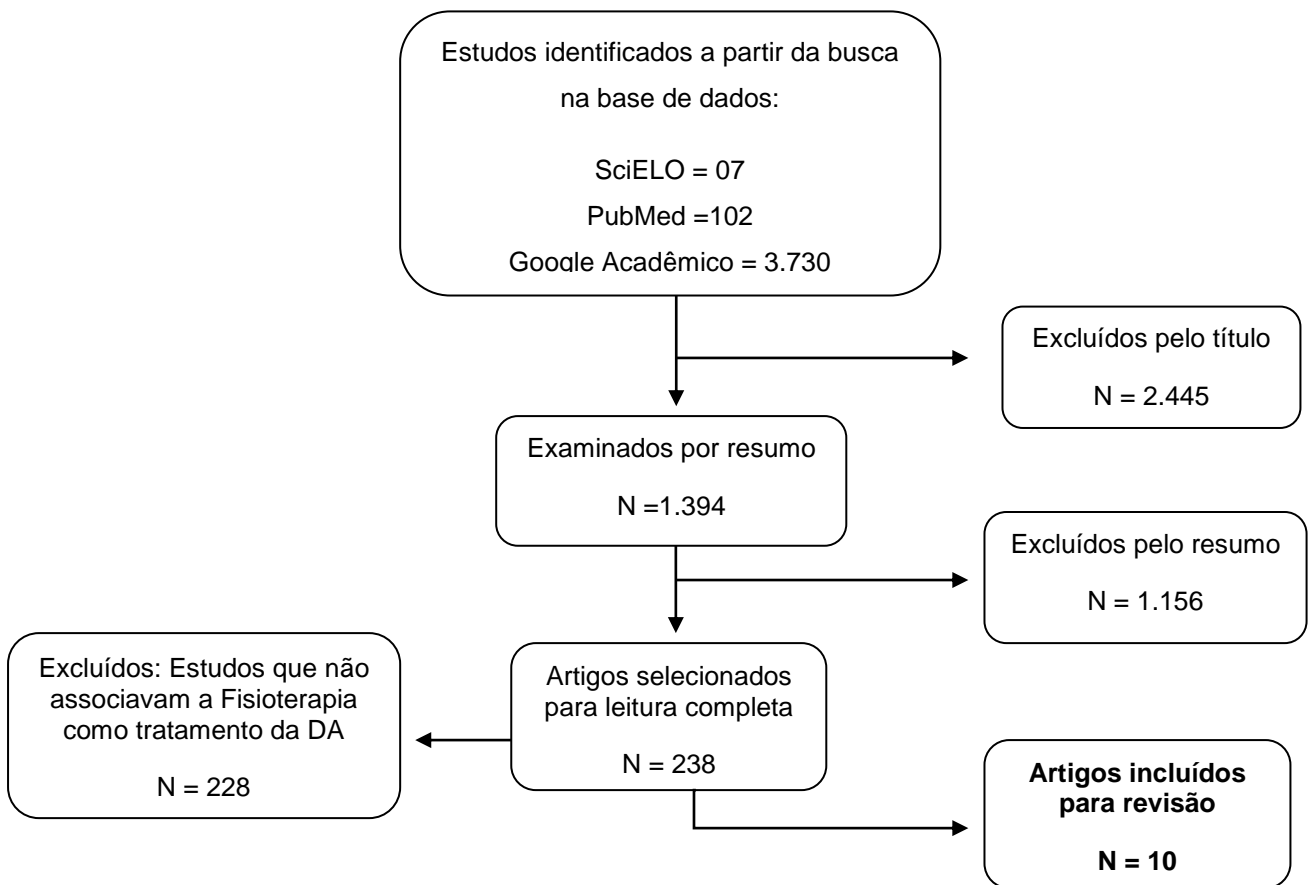 Estudos identificados a partir da busca
na base de dados:
SciELO = 07
PubMed =102
Google Acadêmico = 3.730
Excluídos pelo título
N = 2.445
Examinados por resumo
N =1.394
Excluídos pelo resumo
N = 1.156
Excluídos: Estudos que não
associavam a Fisioterapia
como tratamento da DA
N = 228
Artigos selecionados
para leitura completa
N = 238
Artigos incluídos
para revisão
N = 10